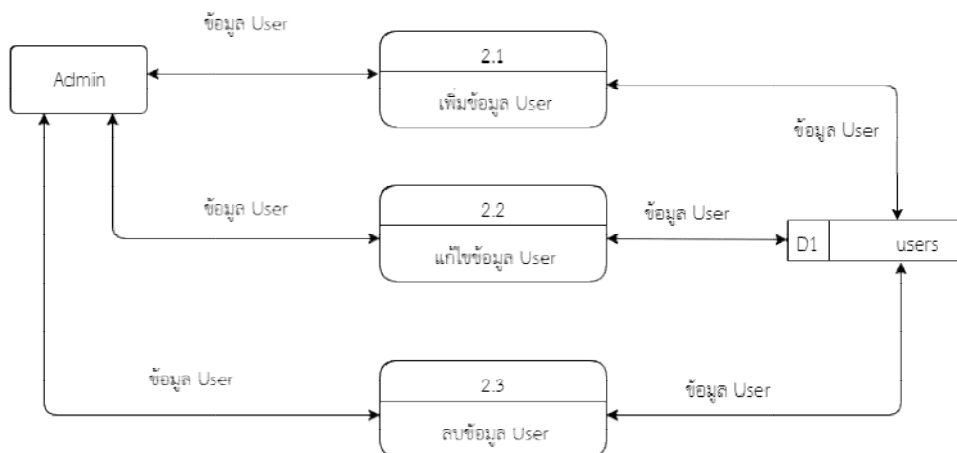 ข้อมูล User
Admin
2.1
เพิ่มข้อมูล User
ข้อมูล User
ข้อมูล User
2.2
แก้ไขข้อมูล User
ข้อมูล User
D1
users
ข้อมูล User
2.3
ลบข้อมูล User
ข้อมูล User